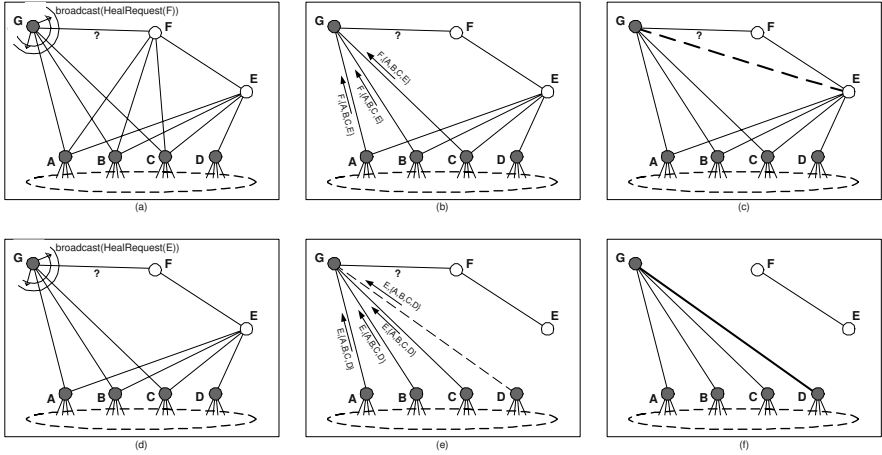 broadcast(HealRequest(F))
G
?
F
E
A
B
C
D
(a)
G
?
F
E
F,{A,B,C,E}
F,{A,B,C,E}
F,{A,B,C,E}
A
B
C
D
(b)
G
?
F
E
A
B
C
D
(c)
broadcast(HealRequest(E))
G
?
F
E
A
B
C
D
(d)
G
?
F
E
E,{A,B,C,D}
E,{A,B,C,D}
E,{A,B,C,D}
E,{A,B,C,D}
A
B
C
D
(e)
G
F
E
A
B
C
D
(f)